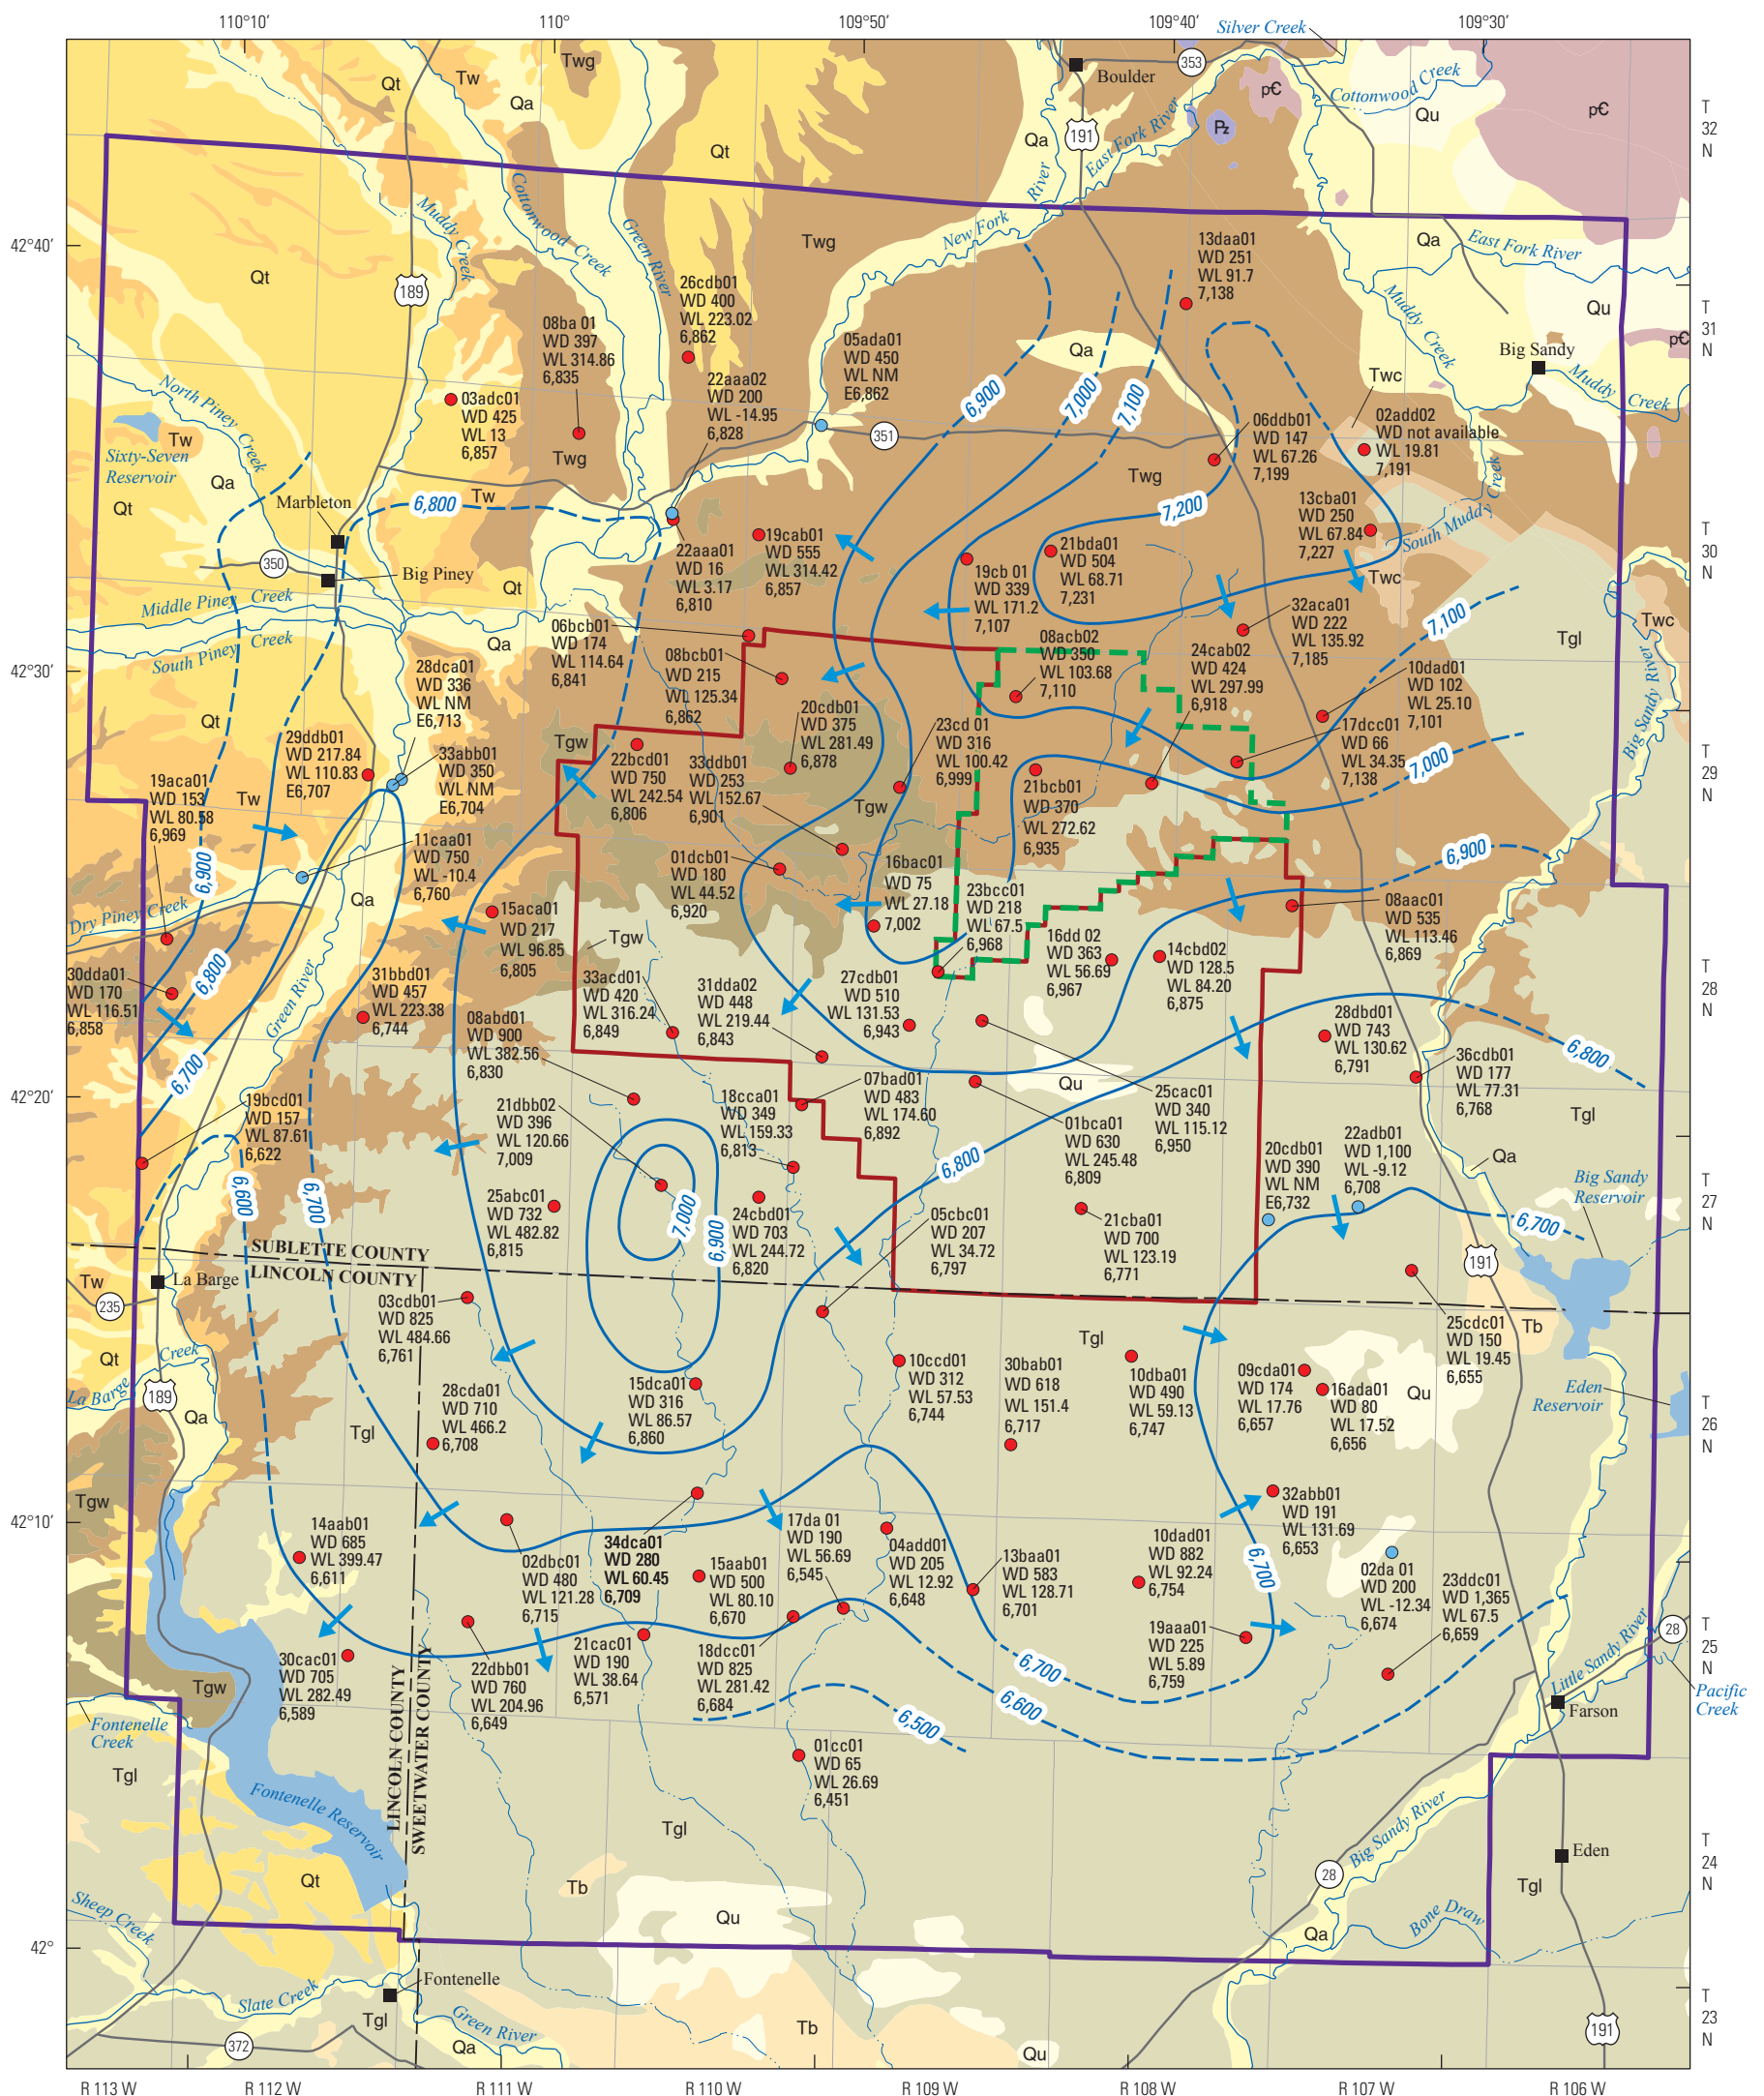 110°10′
110°
109°50′
109°40′
109°30′
Silver Creek
Boulder
353
Cottonwood Creek
Qt
Tw
Twg
Qa
pЄ
Pz
Qu
pЄ
T
32
N
191
East Fork River
Qa
River
Qt
Cottonwood Creek
Muddy Creek
Green River
New Fork
42°40′
Twg
Qa
East Fork River
Qt
189
13daa01
WD 251
WL 91.7
7,138
26cdb01
WD 400
WL 223.02
6,862
Muddy Creek
Qu
T
31
N
08ba 01
WD 397
WL 314.86
6,835
05ada01
WD 450
WL NM
E6,862
Qa
Big Sandy
pЄ
Muddy Creek
North Piney Creek
22aaa02
WD 200
WL -14.95
6,828
Twc
03adc01
WD 425
WL 13
6,857
6,900
7,000
7,100
06ddb01
WD 147
WL 67.26
7,199
02add02
WD not available
WL 19.81
7,191
Tw
Sixty-Seven
Reservoir
Twg
351
Twg
Qa
Qt
Marbleton
6,800
Tw
7,200
13cba01
WD 250
WL 67.84
7,227
South Muddy
Creek
19cab01
WD 555
WL 314.42
6,857
21bda01
WD 504
WL 68.71
7,231
T
30
N
350
Big Piney
Qt
22aaa01
WD 16
WL 3.17
6,810
19cb 01
WD 339
WL 171.2
7,107
Twc
Middle Piney Creek
South Piney Creek
Qa
06bcb01
WD 174
WL 114.64
6,841
32aca01
WD 222
WL 135.92
7,185
7,100
Twc
Tgl
42°30′
28dca01
WD 336
WL NM
E6,713
08bcb01
WD 215
WL 125.34
6,862
08acb02
WD 350
WL 103.68
7,110
24cab02
WD 424
WL 297.99
6,918
10dad01
WD 102
WL 25.10
7,101
Big Sandy River
Big Sandy River
Qt
20cdb01
WD 375
WL 281.49
6,878
23cd 01
WD 316
WL 100.42
6,999
17dcc01
WD 66
WL 34.35
7,138
29ddb01
WD 217.84
WL 110.83
E6,707
33abb01
WD 350
WL NM
E6,704
Tgw
22bcd01
WD 750
WL 242.54
6,806
33ddb01
WD 253
WL 152.67
6,901
7,000
T
29
N
19aca01
WD 153
WL 80.58
6,969
Tw
Tgw
21bcb01
WD 370
WL 272.62
6,935
11caa01
WD 750
WL -10.4
6,760
01dcb01
WD 180
WL 44.52
6,920
16bac01
WD 75
WL 27.18
7,002
6,900
6,900
Qa
23bcc01
WD 218
WL 67.5
6,968
08aac01
WD 535
WL 113.46
6,869
Dry Piney Creek
15aca01
WD 217
WL 96.85
6,805
Tgw
16dd 02
WD 363
WL 56.69
6,967
14cbd02
WD 128.5
WL 84.20
6,875
30dda01
WD 170
WL 116.51
6,858
6,800
31bbd01
WD 457
WL 223.38
6,744
33acd01
WD 420
WL 316.24
6,849
31dda02
WD 448
WL 219.44
6,843
27cdb01
WD 510
WL 131.53
6,943
T
28
N
Green River
08abd01
WD 900
WL 382.56
6,830
28dbd01
WD 743
WL 130.62
6,791
6,800
6,700
36cdb01
WD 177
WL 77.31
6,768
Qu
42°20′
19bcd01
WD 157
WL 87.61
6,622
21dbb02
WD 396
WL 120.66
7,009
18cca01
WD 349
WL 159.33
6,813
07bad01
WD 483
WL 174.60
6,892
25cac01
WD 340
WL 115.12
6,950
Tgl
01bca01
WD 630
WL 245.48
6,809
20cdb01
WD 390
WL NM
E6,732
22adb01
WD 1,100
WL -9.12
6,708
Qa
6,800
Big Sandy
Reservoir
T
27
N
6,600
6,700
25abc01
WD 732
WL 482.82
6,815
7,000
6,900
24cbd01
WD 703
WL 244.72
6,820
05cbc01
WD 207
WL 34.72
6,797
21cba01
WD 700
WL 123.19
6,771
6,700
SUBLETTE COUNTY
LINCOLN COUNTY
191
Tw
La Barge
235
03cdb01
WD 825
WL 484.66
6,761
Tgl
25cdc01
WD 150
WL 19.45
6,655
Tb
Qt
Creek
La Barge
10ccd01
WD 312
WL 57.53
6,744
30bab01
WD 618
WL 151.4
6,717
10dba01
WD 490
WL 59.13
6,747
09cda01
WD 174
WL 17.76
6,657
16ada01
WD 80
WL 17.52
6,656
Qu
Eden
Reservoir
189
Qa
28cda01
WD 710
WL 466.2
6,708
15dca01
WD 316
WL 86.57
6,860
T
26
N
Tgl
Tgw
42°10′
14aab01
WD 685
WL 399.47
6,611
02dbc01
WD 480
WL 121.28
6,715
34dca01
WD 280
WL 60.45
6,709
15aab01
WD 500
WL 80.10
6,670
17da 01
WD 190
WL 56.69
6,545
04add01
WD 205
WL 12.92
6,648
13baa01
WD 583
WL 128.71
6,701
10dad01
WD 882
WL 92.24
6,754
32abb01
WD 191
WL 131.69
6,653
6,700
02da 01
WD 200
WL -12.34
6,674
23ddc01
WD 1,365
WL 67.5
6,659
28
T
25
N
30cac01
WD 705
WL 282.49
6,589
22dbb01
WD 760
WL 204.96
6,649
21cac01
WD 190
WL 38.64
6,571
18dcc01
WD 825
WL 281.42
6,684
6,700
6,600
6,500
19aaa01
WD 225
WL 5.89
6,759
Little Sandy River
Pacific
Creek
Farson
Tgw
Fontenelle
Creek
Tgl
LINCOLN COUNTY
SWEETWATER COUNTY
01cc01
WD 65
WL 26.69
6,451
Fontenelle Reservoir
Tgl
Big Sandy River
Eden
T
24
N
28
Qt
Tb
Qu
Tgl
Bone Draw
Sheep Creek
Qa
42°
Fontenelle
Slate Creek
Tgl
Green River
Qa
372
Tb
Qu
191
T
23
N
R 113 W
R 112 W
R 111 W
R 110 W
R 109 W
R 108 W
R 107 W
R 106 W